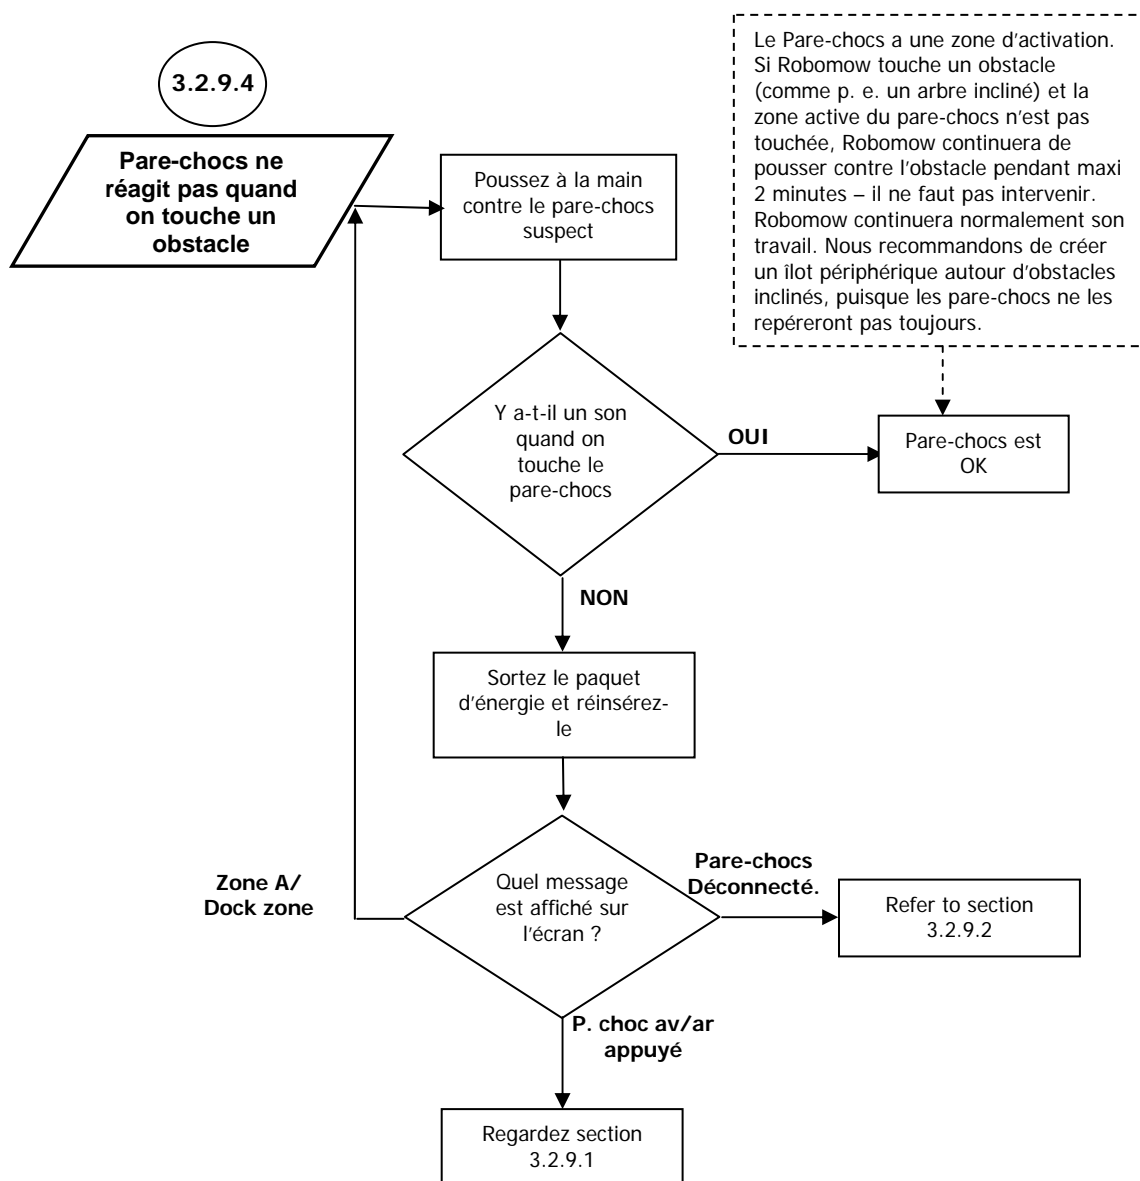 3.2.9.4
Pare-chocs ne
réagit pas quand
on touche un
obstacle
Poussez à la main
contre le pare-chocs
suspect
Le Pare-chocs a une zone d'activation.
Si Robomow touche un obstacle
(comme p. e. un arbre incliné) et la
zone active du pare-chocs n'est pas
touchée, Robomow continuera de
pousser contre l'obstacle pendant maxi
2 minutes – il ne faut pas intervenir.
Robomow continuera normalement son
travail. Nous recommandons de créer
un îlot périphérique autour d'obstacles
inclinés, puisque les pare-chocs ne les
repéreront pas toujours.
Y a-t-il un son
quand on
touche le
pare-chocs
OUI
Pare-chocs est
OK
NON
Sortez le paquet
d'énergie et réinsérez-
le
Zone A/
Dock zone
Quel message
est affiché sur
l'écran ?
Pare-chocs
Déconnecté.
Refer to section
3.2.9.2
P. choc av/ar
appuyé
Regardez section
3.2.9.1